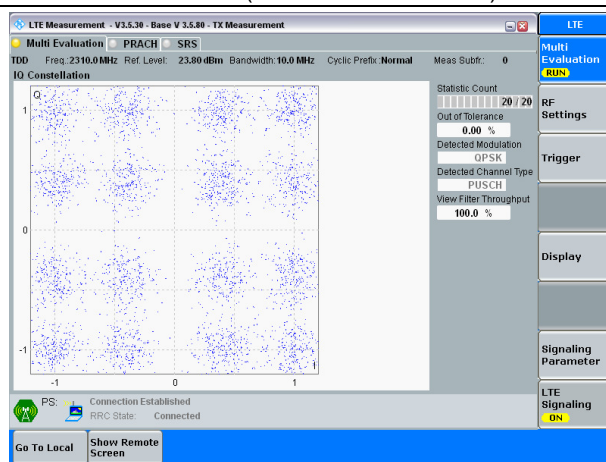 LTE Measurement - V3.5.30 - Base V 3.5.80 - TX Measurement
LTE
Multi Evaluation PRACH SRS
TDD Freq.:2310.0 MHz Ref. Level: 23.80 dBm Bandwidth:10.0 MHz Cyclic Prefix :Normal Meas Subfr.: 0
IQ Constellation
Q
1
0
-1
I
-1 0 1
Statistic Count
20 / 20
Out of Tolerance
0.00 %
Detected Modulation
QPSK
Detected Channel Type
PUSCH
View Filter Throughput
100.0 %
Multi
Evaluation
RUN
RF
Settings
Trigger
Display
Signaling
Parameter
LTE
Signaling
ON
PS: Connection Established
RRC State: Connected
Go To Local
Show Remote
Screen